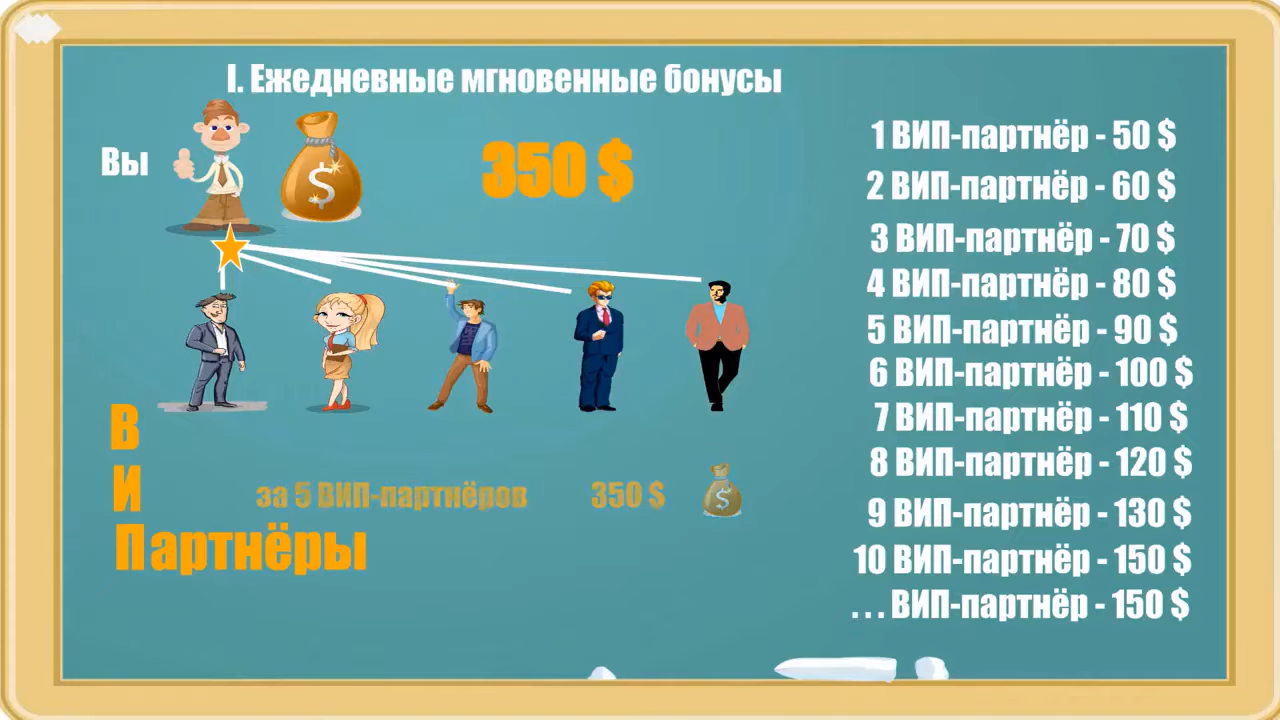 I. Ежедневные мгновенные бонусы
Вы
350 $
$
В
И
Партнёры
за 5 ВИП-партнёров 350 $
$
1 ВИП-партнёр - 50 $
2 ВИП-партнёр - 60 $
3 ВИП-партнёр - 70 $
4 ВИП-партнёр - 80 $
5 ВИП-партнёр - 90 $
6 ВИП-партнёр - 100 $
7 ВИП-партнёр - 110 $
8 ВИП-партнёр - 120 $
9 ВИП-партнёр - 130 $
10 ВИП-партнёр - 150 $
. . . ВИП-партнёр - 150 $